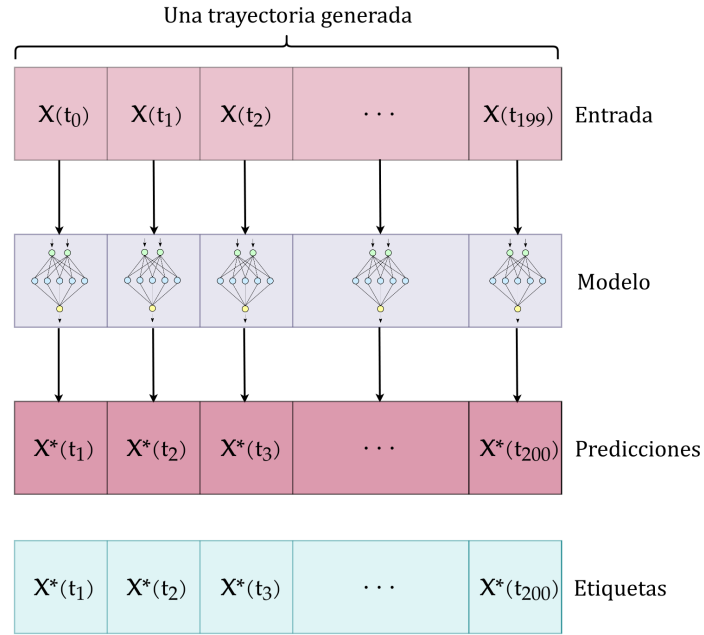 Una trayectoria generada
X(t₀) X(t₁) X(t₂) ··· X(t₁₉₉) Entrada
Modelo
X*(t₁) X*(t₂) X*(t₃) ··· X*(t₂₀₀) Predicciones
X*(t₁) X*(t₂) X*(t₃) ··· X*(t₂₀₀) Etiquetas